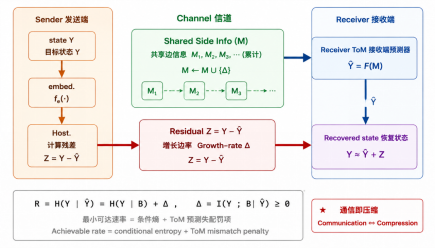 Sender 发送端
state Y
目标状态 Y
embed.
fₑ(·)
Host.
计算残差
Z = Y − Ŷ
Channel 信道
Shared Side Info (M)
共享边信息 M₁, M₂, M₃, ⋯ (累计)
M ← M ∪ {Δ}
M₁
M₂
M₃
Residual Z = Y − Ŷ
增长边率 Growth-rate Δ
Z = Y − Ŷ
Receiver 接收端
Receiver ToM 接收端预测器
Ŷ = F(M)
Ŷ
Recovered state 恢复状态
Y ≈ Ŷ + Z
R = H(Y | Ŷ) = H(Y | B) + Δ , Δ = I(Y ; B| Ŷ) ≥ 0
最小可达速率 = 条件熵 + ToM 预测失配罚项
Achievable rate = conditional entropy + ToM mismatch penalty
★ 通信即压缩
Communication ⇔ Compression